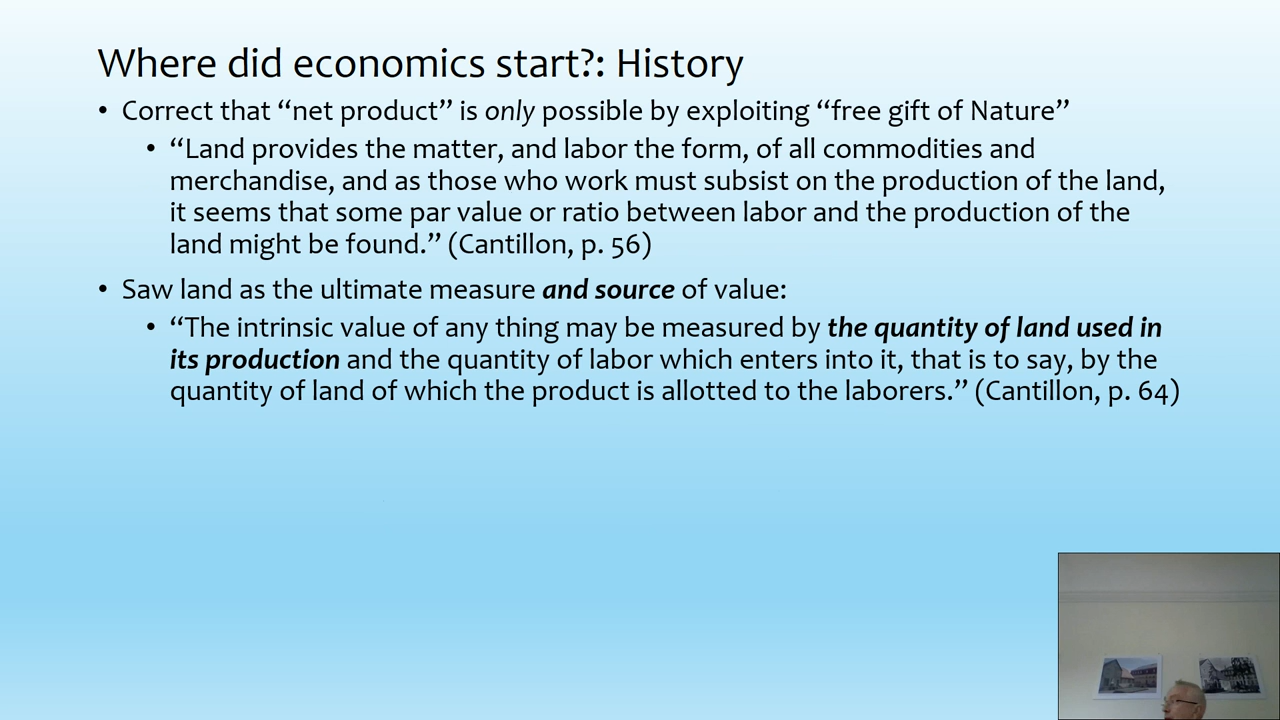 Where did economics start?: History
• Correct that “net product” is only possible by exploiting “free gift of Nature”
• “Land provides the matter, and labor the form, of all commodities and
merchandise, and as those who work must subsist on the production of the land,
it seems that some par value or ratio between labor and the production of the
land might be found.” (Cantillon, p. 56)
• Saw land as the ultimate measure and source of value:
• “The intrinsic value of any thing may be measured by the quantity of land used in
its production and the quantity of labor which enters into it, that is to say, by the
quantity of land of which the product is allotted to the laborers.” (Cantillon, p. 64)